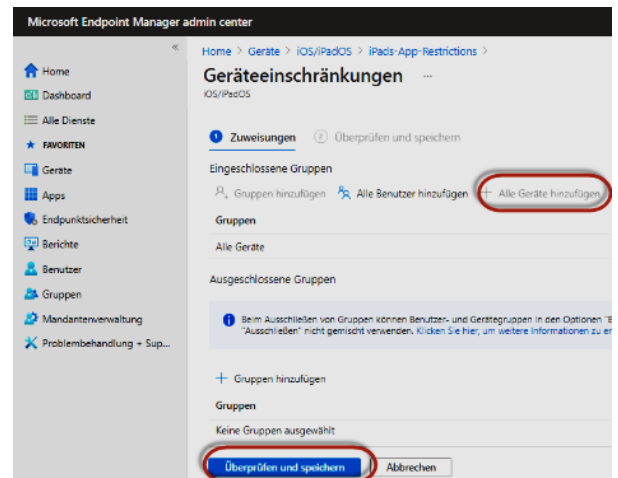 Microsoft Endpoint Manager admin center
«
Home > Geräte > iOS/iPadOS > iPads-App-Restrictions >
Geräteeinschränkungen ...
iOS/iPadOS
Home
Dashboard
Alle Dienste
FAVORITEN
Geräte
Apps
Endpunktsicherheit
Berichte
Benutzer
Gruppen
Mandantenverwaltung
Problembehandlung + Sup...
1 Zuweisungen 2 Überprüfen und speichern
Eingeschlossene Gruppen
Gruppen hinzufügen Alle Benutzer hinzufügen + Alle Geräte hinzufügen
Gruppen
Alle Geräte
Ausgeschlossene Gruppen
Beim Ausschließen von Gruppen können Benutzer- und Gerätegruppen in den Optionen "E
"Ausschließen" nicht gemischt verwenden. Klicken Sie hier, um weitere Informationen zu er
+ Gruppen hinzufügen
Gruppen
Keine Gruppen ausgewählt
Überprüfen und speichern Abbrechen